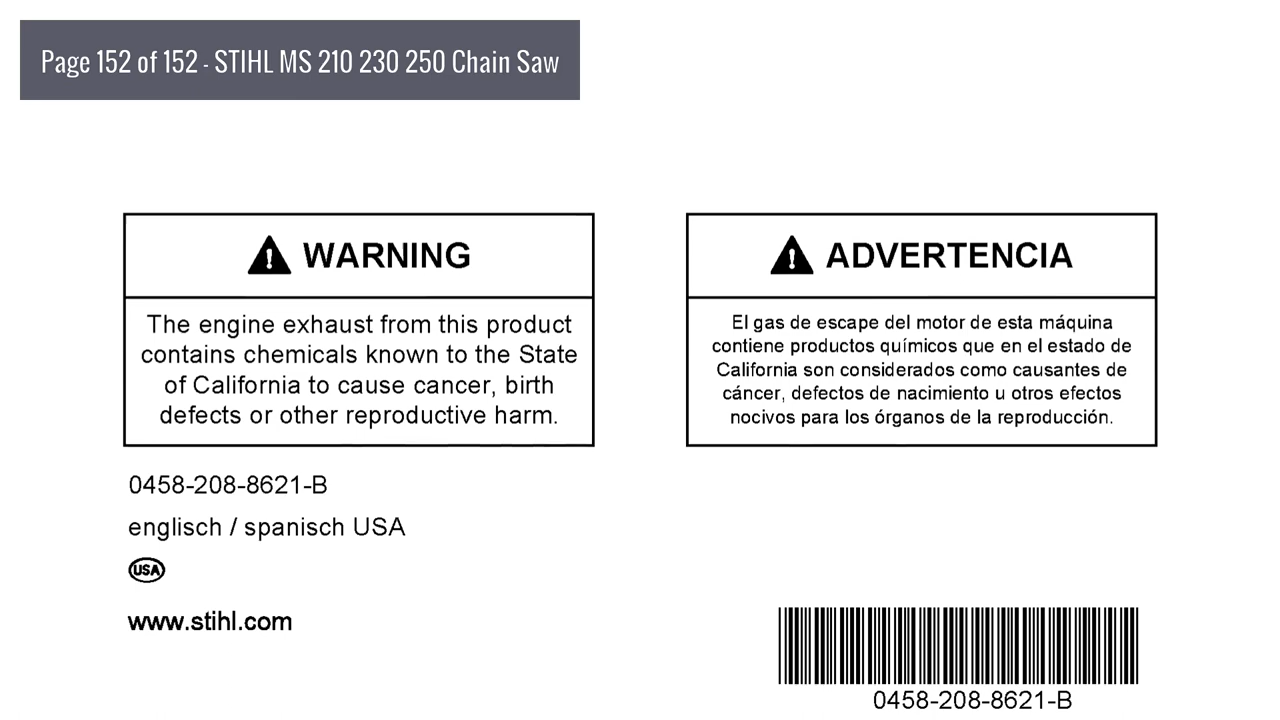 Page 152 of 152 - STIHL MS 210 230 250 Chain Saw
WARNING
The engine exhaust from this product
contains chemicals known to the State
of California to cause cancer, birth
defects or other reproductive harm.
ADVERTENCIA
El gas de escape del motor de esta máquina
contiene productos químicos que en el estado de
California son considerados como causantes de
cáncer, defectos de nacimiento u otros efectos
nocivos para los órganos de la reproducción.
0458-208-8621-B
englisch / spanisch USA
USA
www.stihl.com
0458-208-8621-B